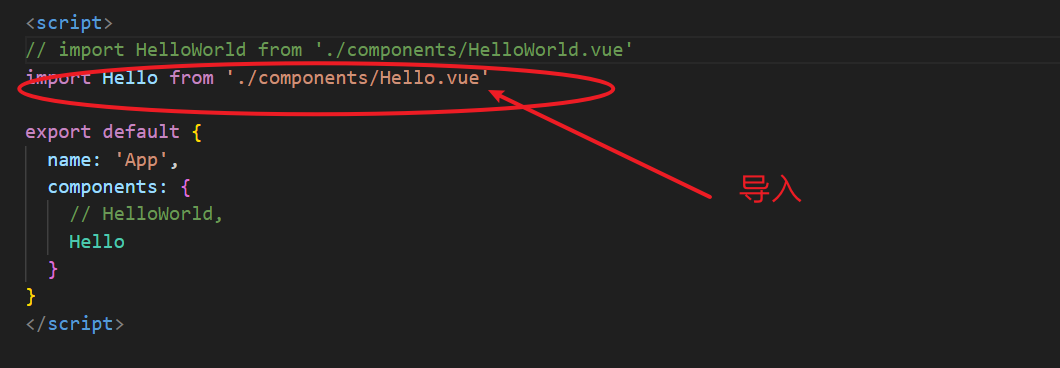 <script>
// import HelloWorld from './components/HelloWorld.vue'
import Hello from './components/Hello.vue'
export default {
name: 'App',
components: {
导入
// HelloWorld,
Hello
}
}
</script>